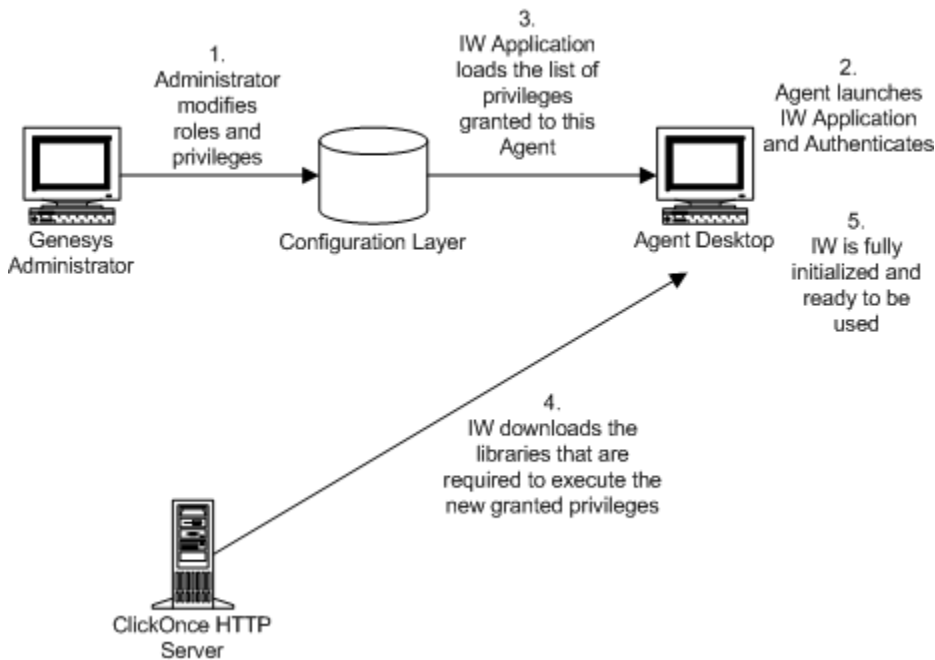 1.
Administrator
modifies
roles and
privileges
3.
IW Application
loads the list of
privileges
granted to this
Agent
2.
Agent launches
IW Application
and Authenticates
Genesys
Administrator
Configuration Layer
Agent Desktop
5.
IW is fully
initialized and
ready to be
used
4.
IW downloads the
libraries that are
required to execute the
new granted privileges
ClickOnce HTTP
Server